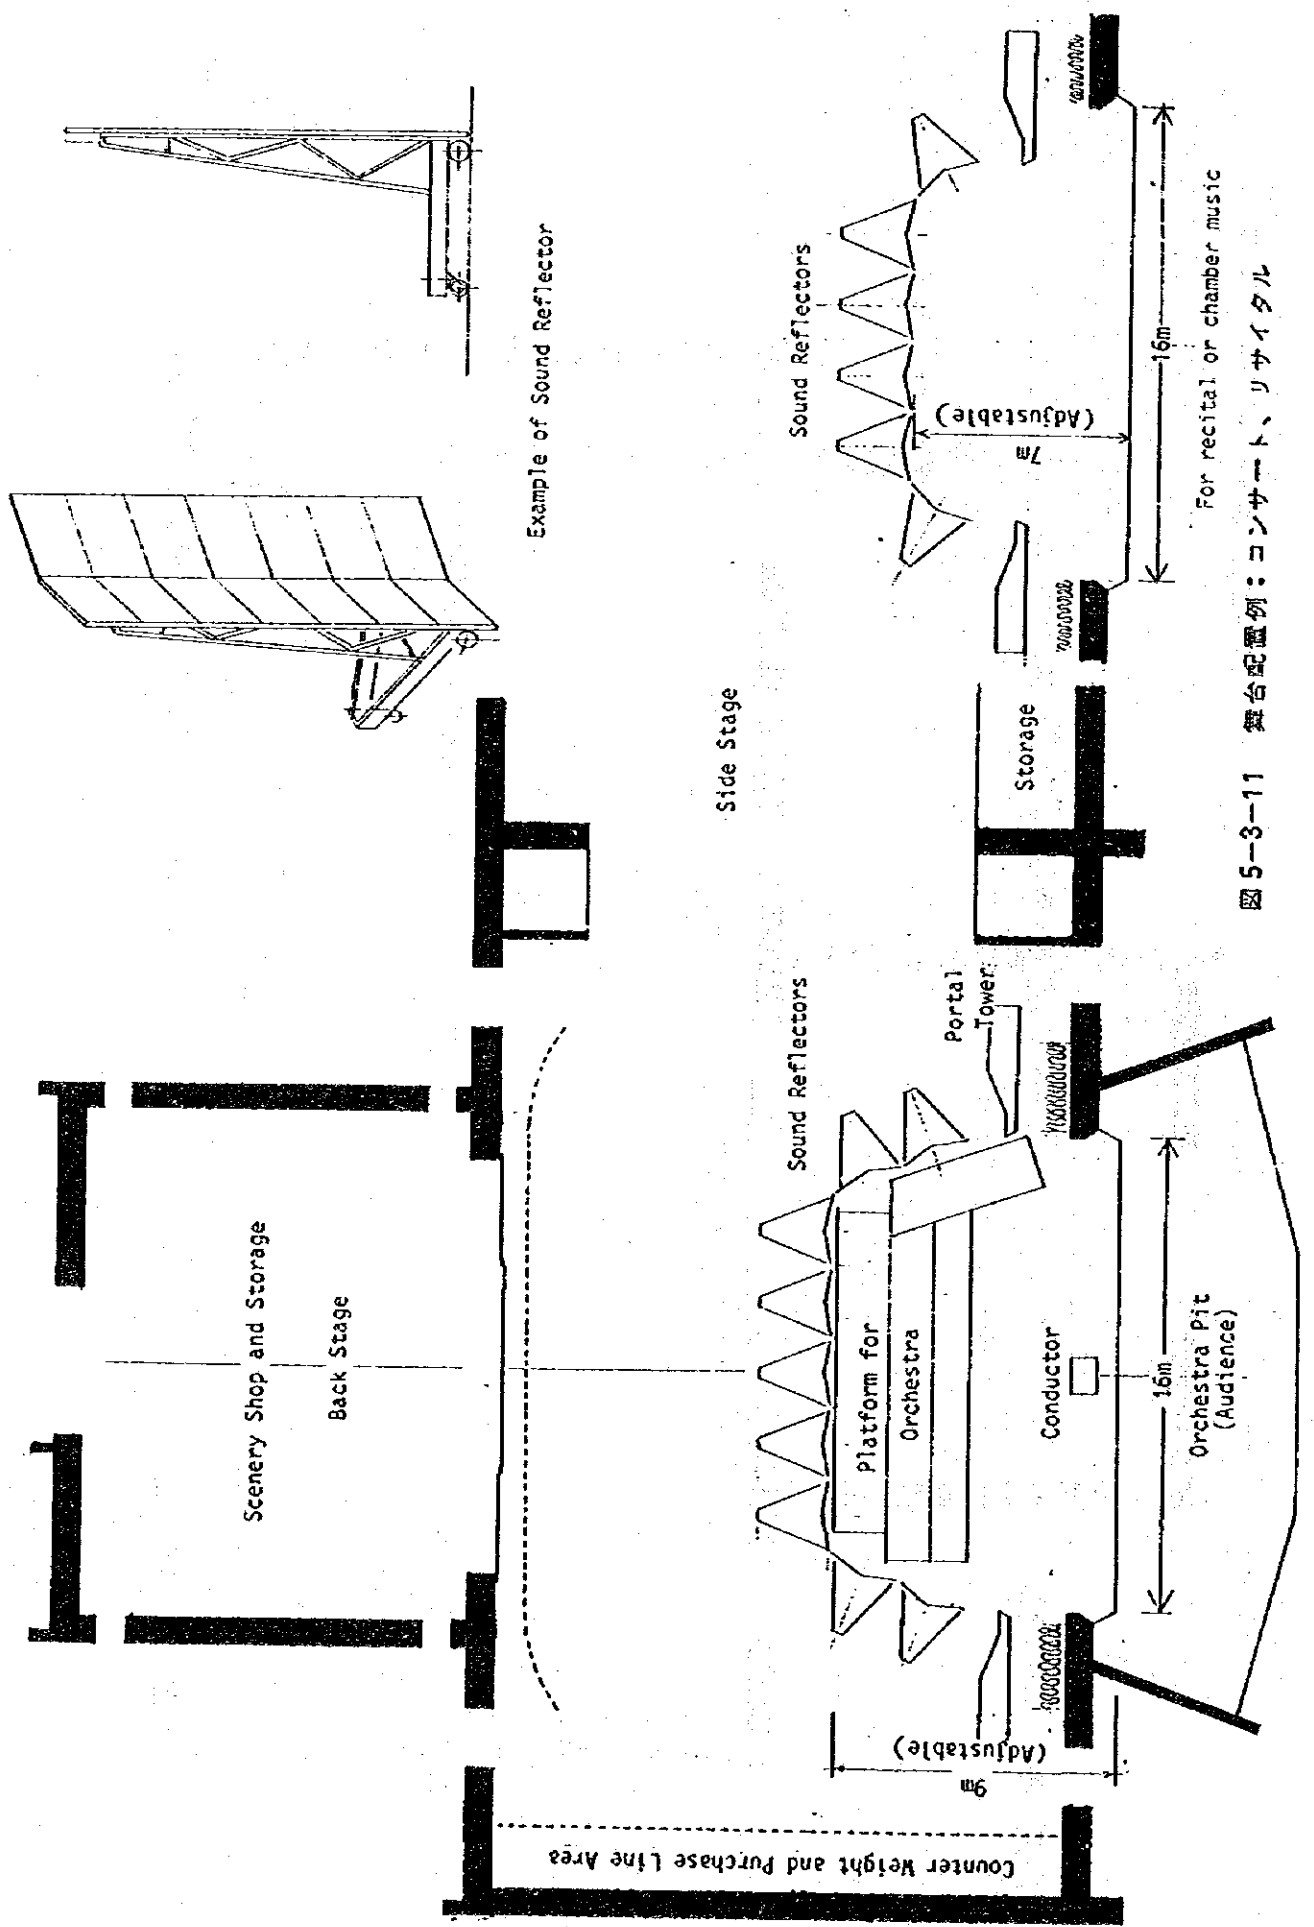 Scenery Shop and Storage
Back Stage
Example of Sound Reflector
Side Stage
Sound Reflectors
Portal
Tower
Storage
Platform for
Orchestra
Conductor
16m
Orchestra Pit
(Audience)
9m
(Adjustable)
Counter Weight and Purchase Line Area
Sound Reflectors
7m
(Adjustable)
16m
For recital or chamber music
図5-3-11 舞台配置例：コンサート、リサイタル